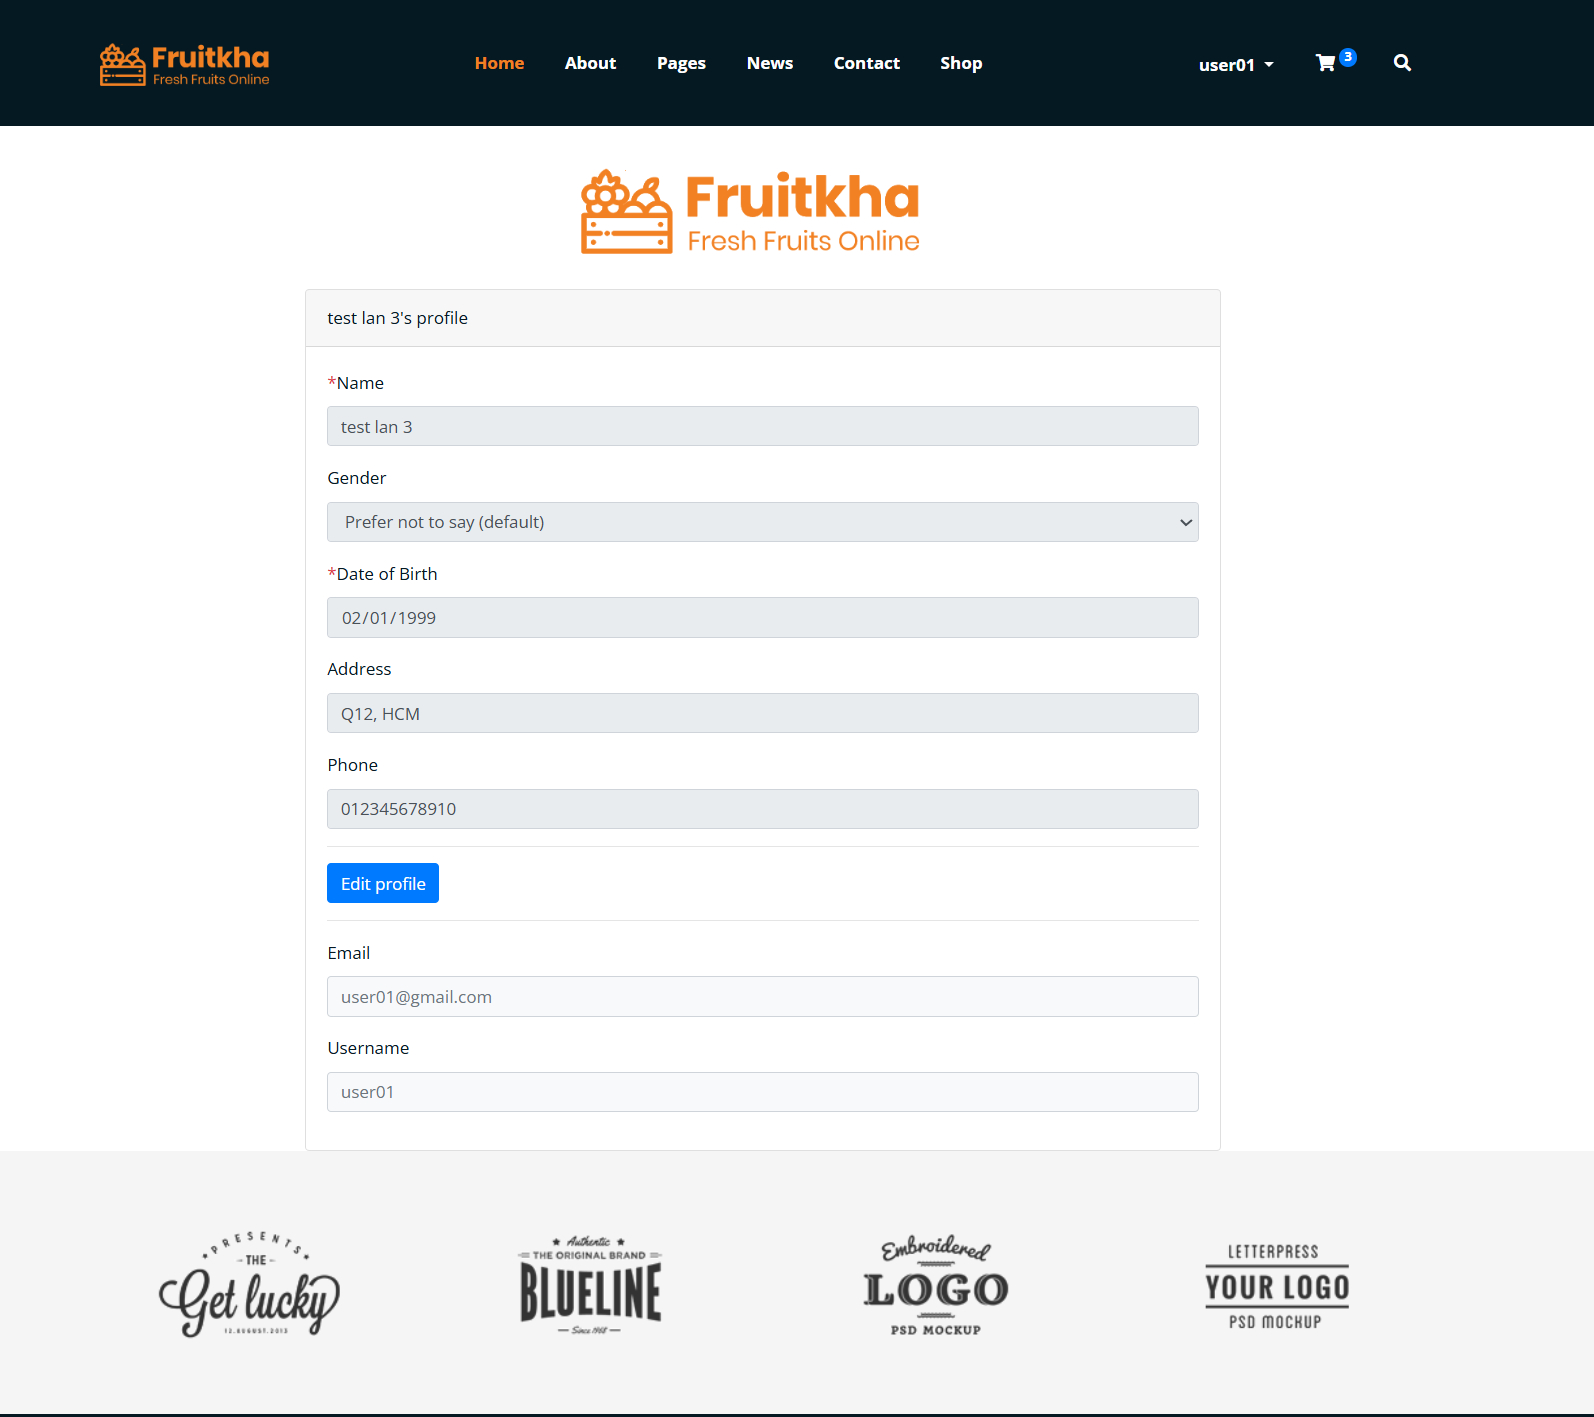 Fruitkha
Fresh Fruits Online
Home About Pages News Contact Shop
user01
3
Fruitkha
Fresh Fruits Online
test lan 3's profile
*Name
test lan 3
Gender
Prefer not to say (default)
*Date of Birth
02/01/1999
Address
Q12, HCM
Phone
012345678910
Edit profile
Email
user01@gmail.com
Username
user01
PRESENTS
THE
Get lucky
12.AUGUST.2013
Authentic
THE ORIGINAL BRAND
BLUELINE
Since 1968
Embroidered
LOGO
PSD MOCKUP
LETTERPRESS
YOUR LOGO
PSD MOCKUP